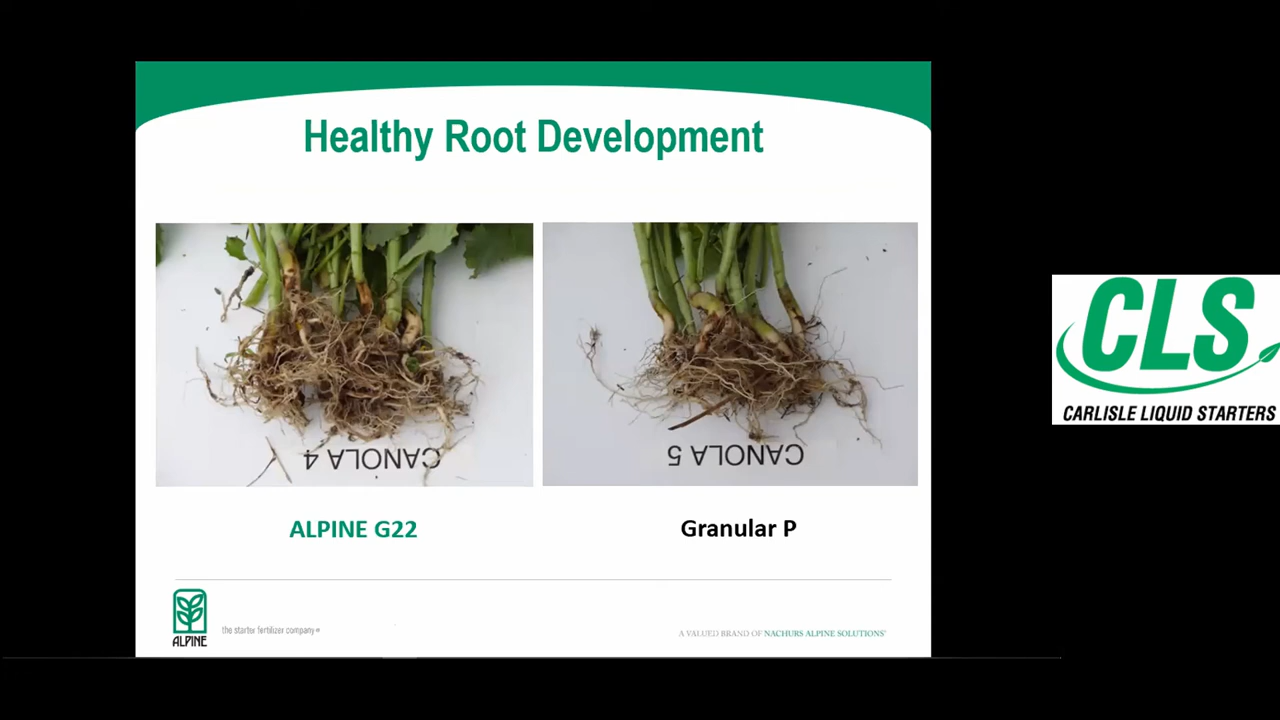 Healthy Root Development
CANOLA 4
CANOLA 5
ALPINE G22
Granular P
ALPINE
the starter fertilizer company
A VALUED BRAND OF NACHURS ALPINE SOLUTIONS
CLS
CARLISLE LIQUID STARTERS